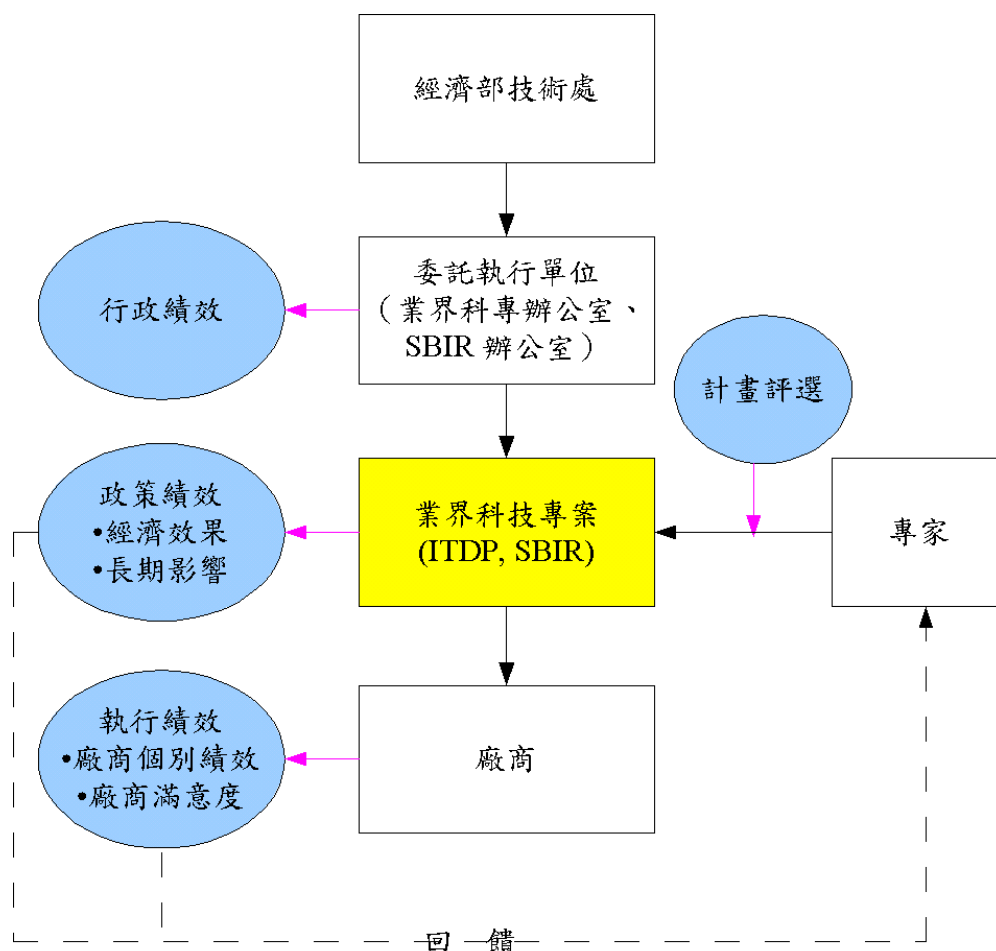 經濟部技術處
委託執行單位
（業界科專辦公室、
SBIR 辦公室）
行政績效
計畫評選
政策績效
•經濟效果
•長期影響
業界科技專案
(ITDP, SBIR)
專家
執行績效
•廠商個別績效
•廠商滿意度
廠商
回 饋